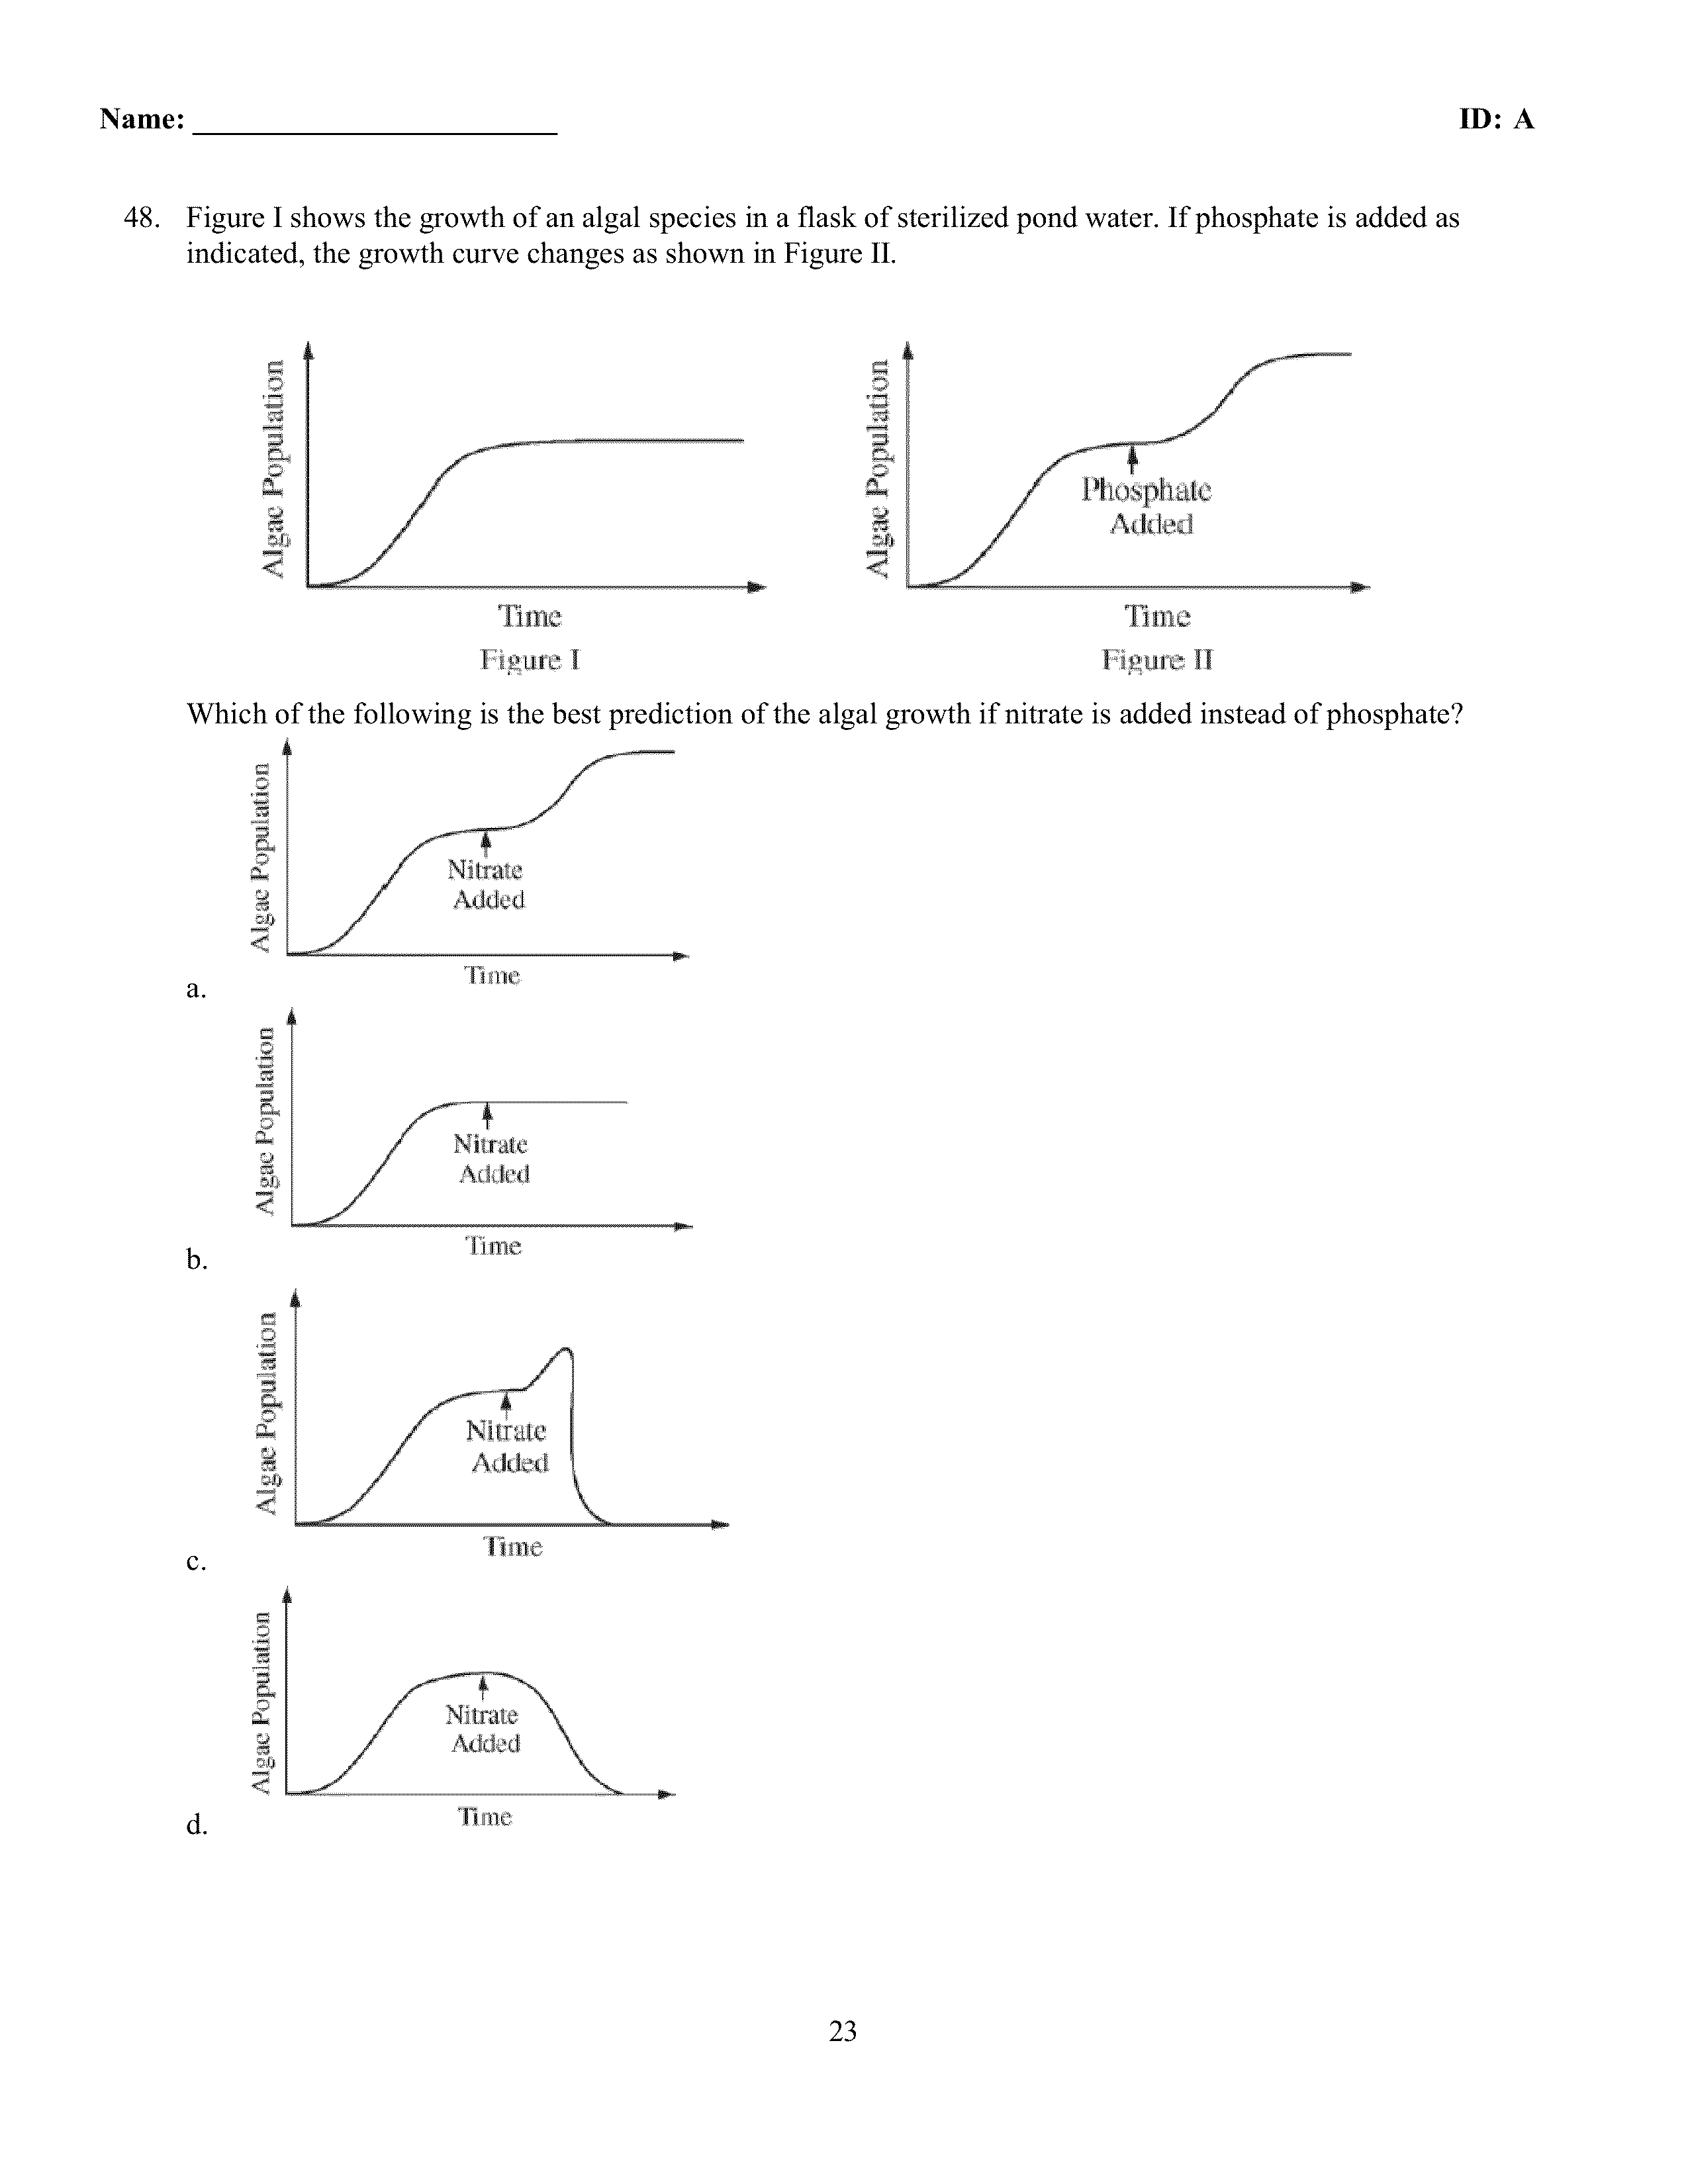 Name: ______________________ ID: A
48. Figure I shows the growth of an algal species in a flask of sterilized pond water. If phosphate is added as
indicated, the growth curve changes as shown in Figure II.
Algae Population
Phosphate
Added
Time
Figure I
Algae Population
Time
Figure II
Which of the following is the best prediction of the algal growth if nitrate is added instead of phosphate?
Algae Population
Nitrate
Added
Time
a.
Algae Population
Nitrate
Added
Time
b.
Algae Population
Nitrate
Added
Time
c.
Algae Population
Nitrate
Added
Time
d.
23